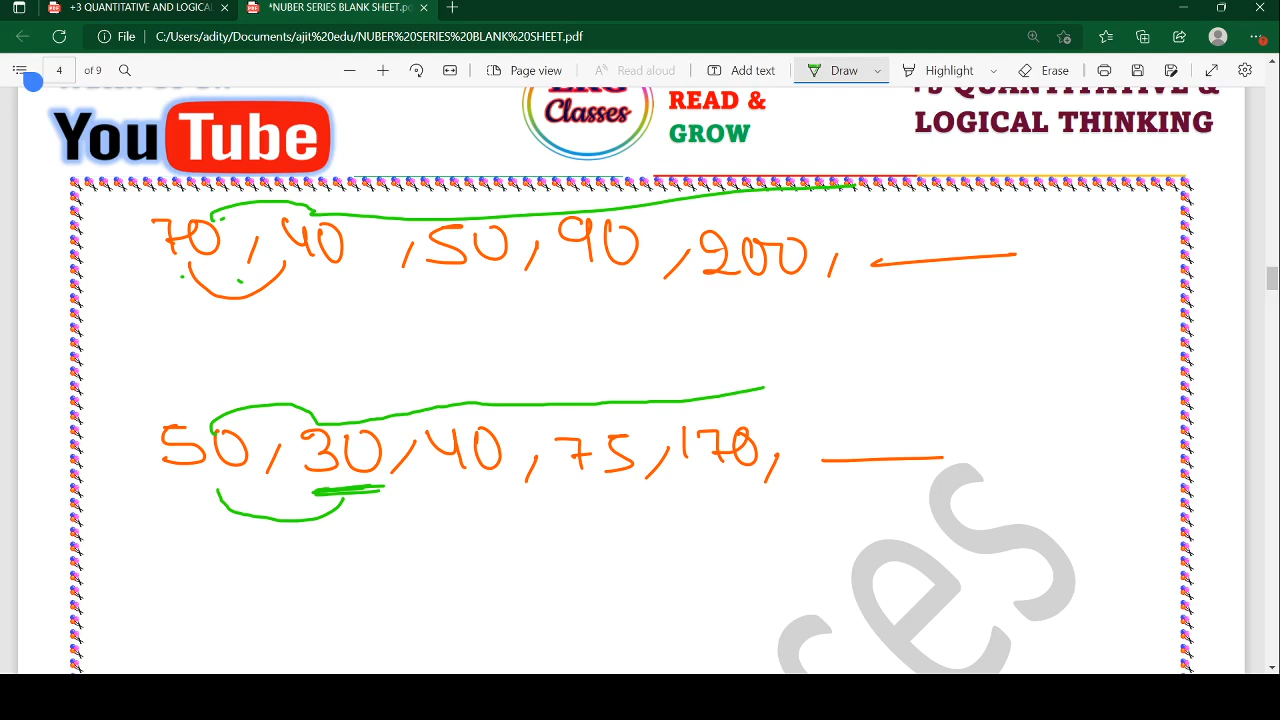 +3 QUANTITATIVE AND LOGICAL
*NUBER SERIES BLANK SHEET.pdf
File C:/Users/adity/Documents/ajit%20edu/NUBER%20SERIES%20BLANK%20SHEET.pdf
4 of 9 Page view Read aloud Add text Draw Highlight Erase
YouTube
Classes
READ &
GROW
+3 QUANTITATIVE &
LOGICAL THINKING
70, 40, 50, 90, 200, ___
50, 30, 40, 75, 170, ___